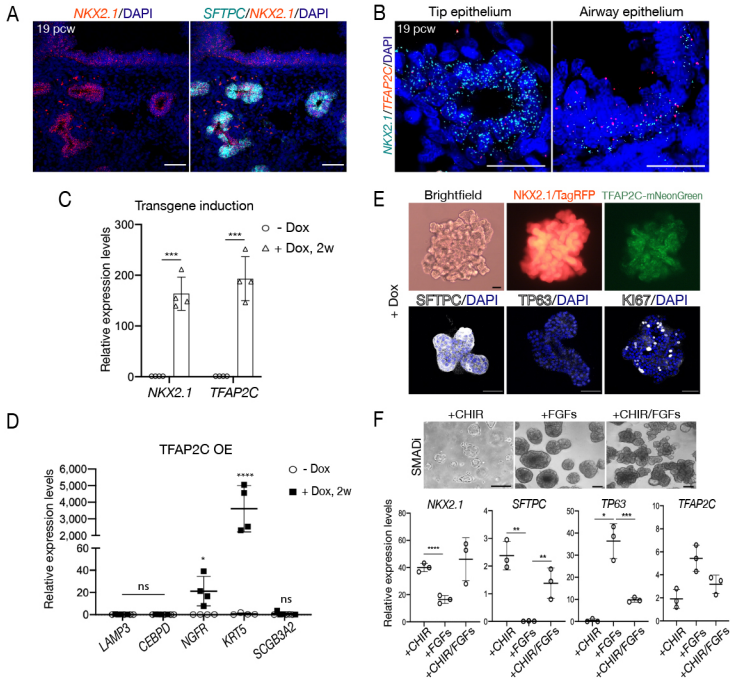 A
NKX2.1/DAPI
SFTPC/NKX2.1/DAPI
19 pcw
B
Tip epithelium
Airway epithelium
NKX2.1/TFAP2C/DAPI
19 pcw
C
Transgene induction
Relative expression levels
300
200
100
0
***
***
- Dox
+ Dox, 2w
NKX2.1
TFAP2C
D
TFAP2C OE
Relative expression levels
6,000
5,000
4,000
3,000
2,000
60
40
20
0
- Dox
+ Dox, 2w
ns
*
****
ns
LAMP3
CEBPD
NGFR
KRT5
SCGB3A2
E
Brightfield
NKX2.1/TagRFP
TFAP2C-mNeonGreen
+ Dox
SFTPC/DAPI
TP63/DAPI
KI67/DAPI
F
+CHIR
+FGFs
+CHIR/FGFs
SMADi
Relative expression levels
NKX2.1
80
60
40
20
0
****
+CHIR
+FGFs
+CHIR/FGFs
SFTPC
4
3
2
1
0
**
**
+CHIR
+FGFs
+CHIR/FGFs
TP63
50
40
30
20
10
0
*
***
+CHIR
+FGFs
+CHIR/FGFs
TFAP2C
10
8
6
4
2
0
+CHIR
+FGFs
+CHIR/FGFs